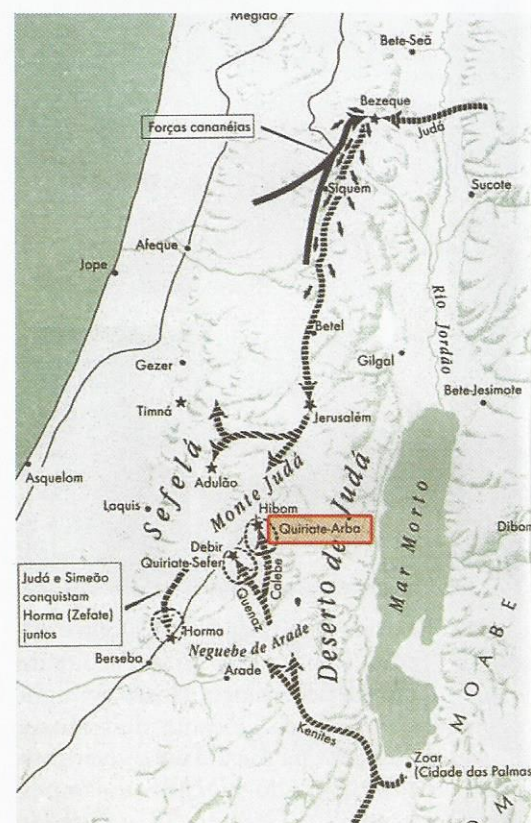 Megido
Bete-Seã
Bezeque
Forças cananéias
Judá
Siquém
Sucote
Afeque
Jope
Rio Jordão
Betel
Gezer
Gilgal
Timná
Jerusalém
Bete-Jesimote
Sefelá
Asquelom
Adulão
Monte Judá
Deserto de Judá
Mar Morto
Laquis
Hibom
Quiriate-Arba
Dibon
Debir
Quiriate-Sefer
Calebe
Quenaz
Judá e Simeão
conquistam
Horma (Zefate)
juntos
Horma
Neguebe de Arade
Berseba
Arade
MOABE
Kenites
Zoar
(Cidade das Palmas
OM